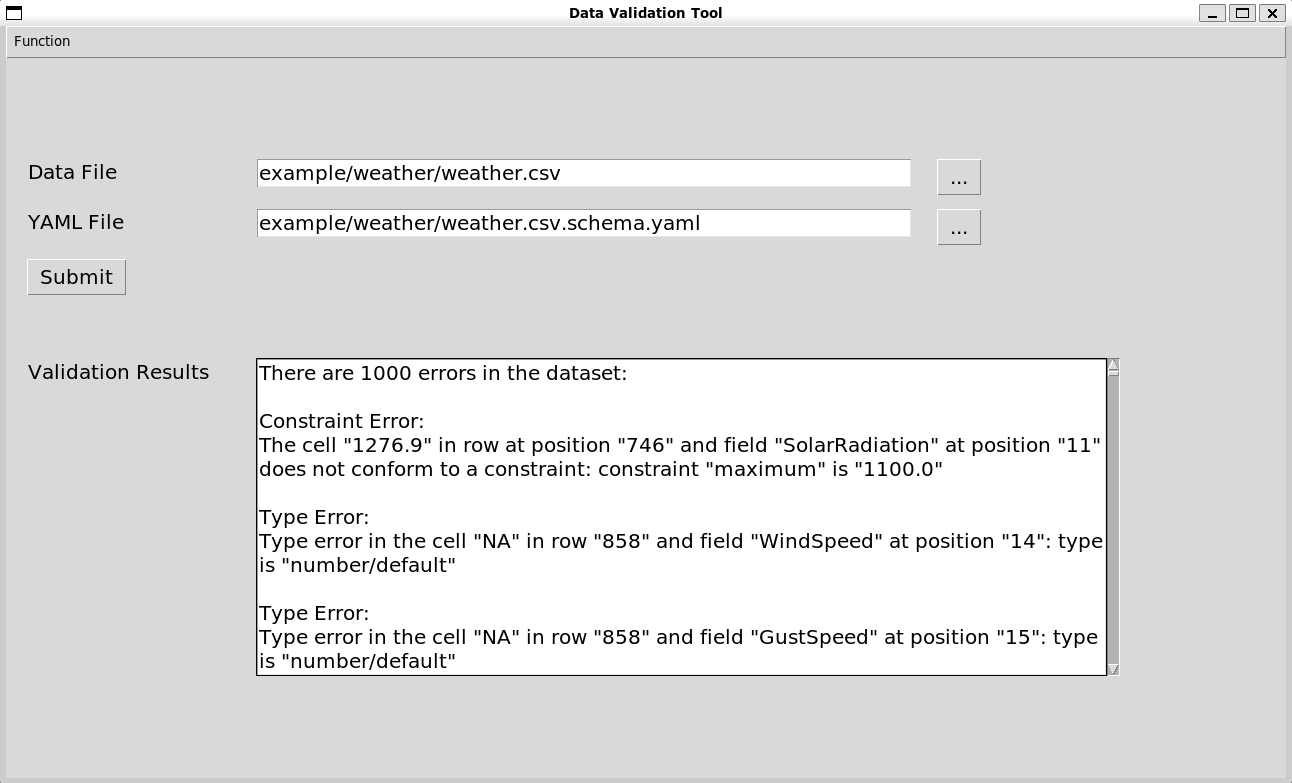 Data Validation Tool
Function
Data File
example/weather/weather.csv
...
YAML File
example/weather/weather.csv.schema.yaml
...
Submit
Validation Results
There are 1000 errors in the dataset:
Constraint Error:
The cell "1276.9" in row at position "746" and field "SolarRadiation" at position "11"
does not conform to a constraint: constraint "maximum" is "1100.0"
Type Error:
Type error in the cell "NA" in row "858" and field "WindSpeed" at position "14": type
is "number/default"
Type Error:
Type error in the cell "NA" in row "858" and field "GustSpeed" at position "15": type
is "number/default"